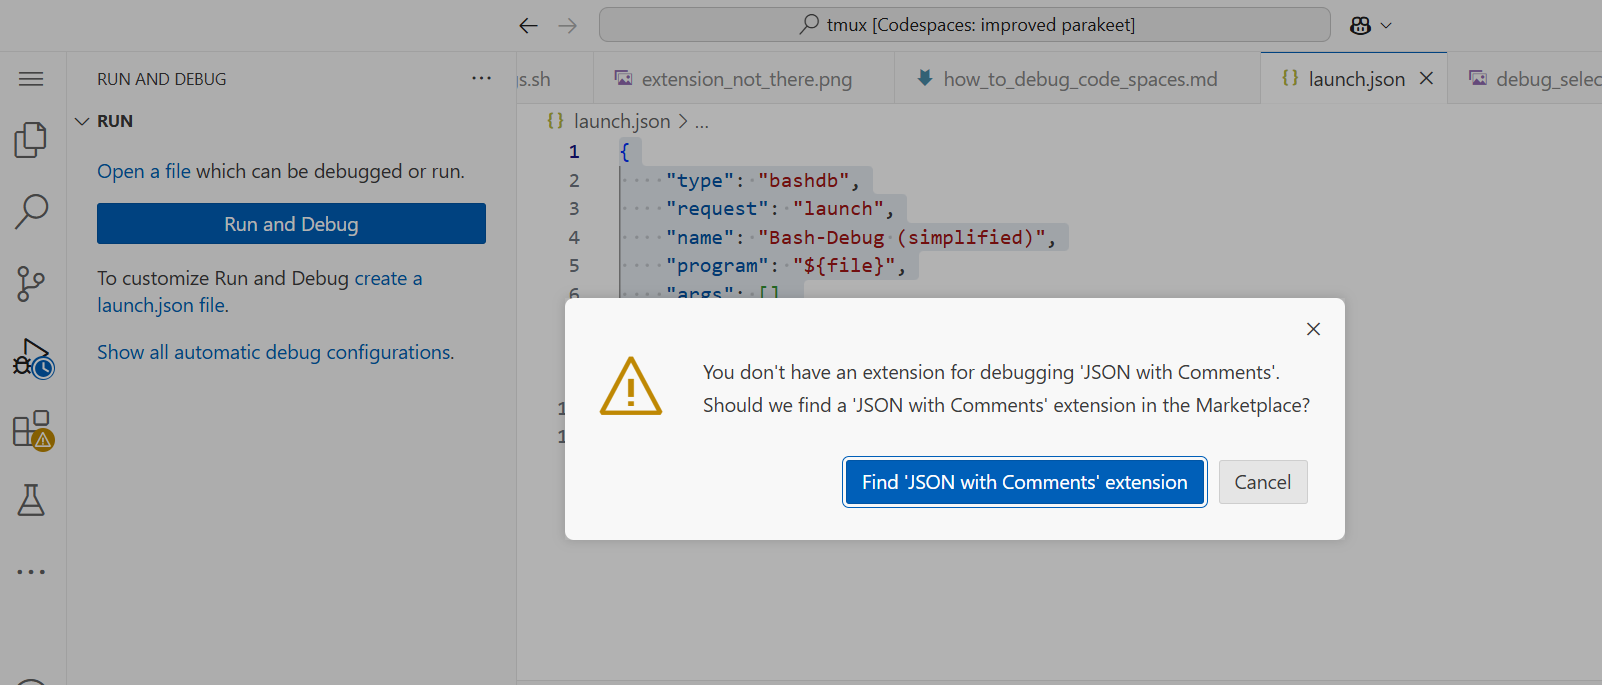 tmux [Codespaces: improved parakeet]
RUN AND DEBUG
gs.sh
extension_not_there.png
how_to_debug_code_spaces.md
launch.json
debug_selec
RUN
launch.json > ...
Open a file which can be debugged or run.
Run and Debug
To customize Run and Debug create a
launch.json file.
Show all automatic debug configurations.
1 {
2 ····"type":·"bashdb",
3 ····"request":·"launch",
4 ····"name":·"Bash-Debug·(simplified)",
5 ····"program":·"${file}",
6 ····"args":·[]
1
1
You don't have an extension for debugging 'JSON with Comments'.
Should we find a 'JSON with Comments' extension in the Marketplace?
Find 'JSON with Comments' extension
Cancel